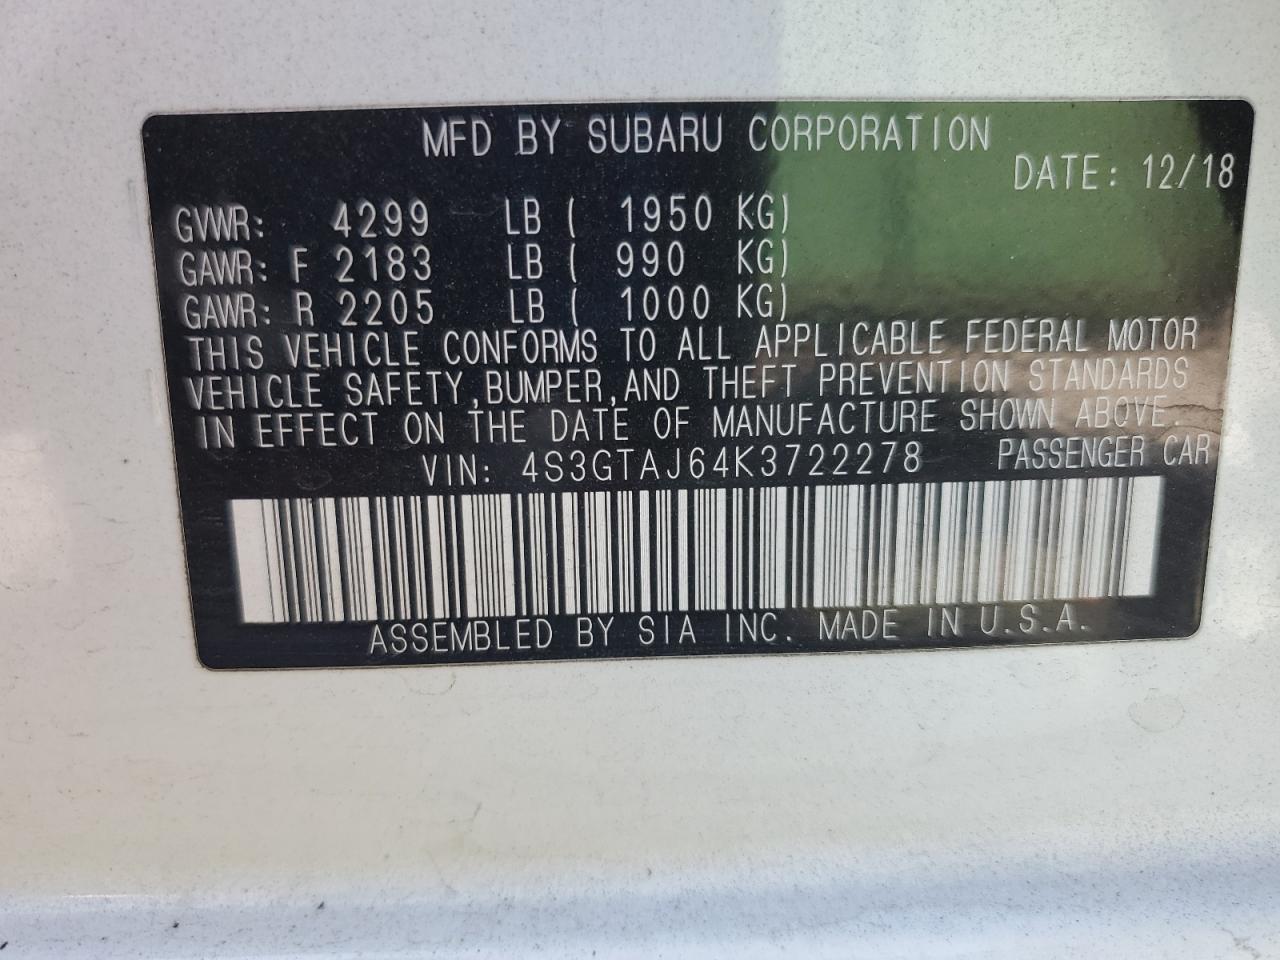 MFD BY SUBARU CORPORATION
DATE: 12/18
GVWR: 4299 LB ( 1950 KG)
GAWR: F 2183 LB ( 990 KG)
GAWR: R 2205 LB ( 1000 KG)
THIS VEHICLE CONFORMS TO ALL APPLICABLE FEDERAL MOTOR
VEHICLE SAFETY,BUMPER,AND THEFT PREVENTION STANDARDS
IN EFFECT ON THE DATE OF MANUFACTURE SHOWN ABOVE.
VIN: 4S3GTAJ64K3722278 PASSENGER CAR
ASSEMBLED BY SIA INC. MADE IN U.S.A.